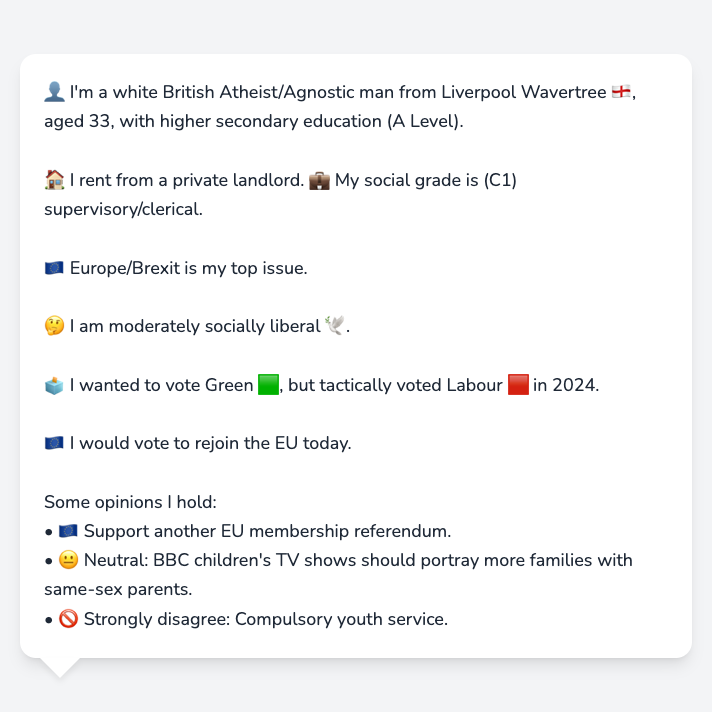 👤 I'm a white British Atheist/Agnostic man from Liverpool Wavertree 🏴󠁧󠁢󠁥󠁮󠁧󠁿,
aged 33, with higher secondary education (A Level).
🏠 I rent from a private landlord. 💼 My social grade is (C1)
supervisory/clerical.
🇪🇺 Europe/Brexit is my top issue.
🤔 I am moderately socially liberal 🕊️.
🗳️ I wanted to vote Green 🟩, but tactically voted Labour 🟥 in 2024.
🇪🇺 I would vote to rejoin the EU today.
Some opinions I hold:
• 🇪🇺 Support another EU membership referendum.
• 😐 Neutral: BBC children's TV shows should portray more families with
same-sex parents.
• 🚫 Strongly disagree: Compulsory youth service.